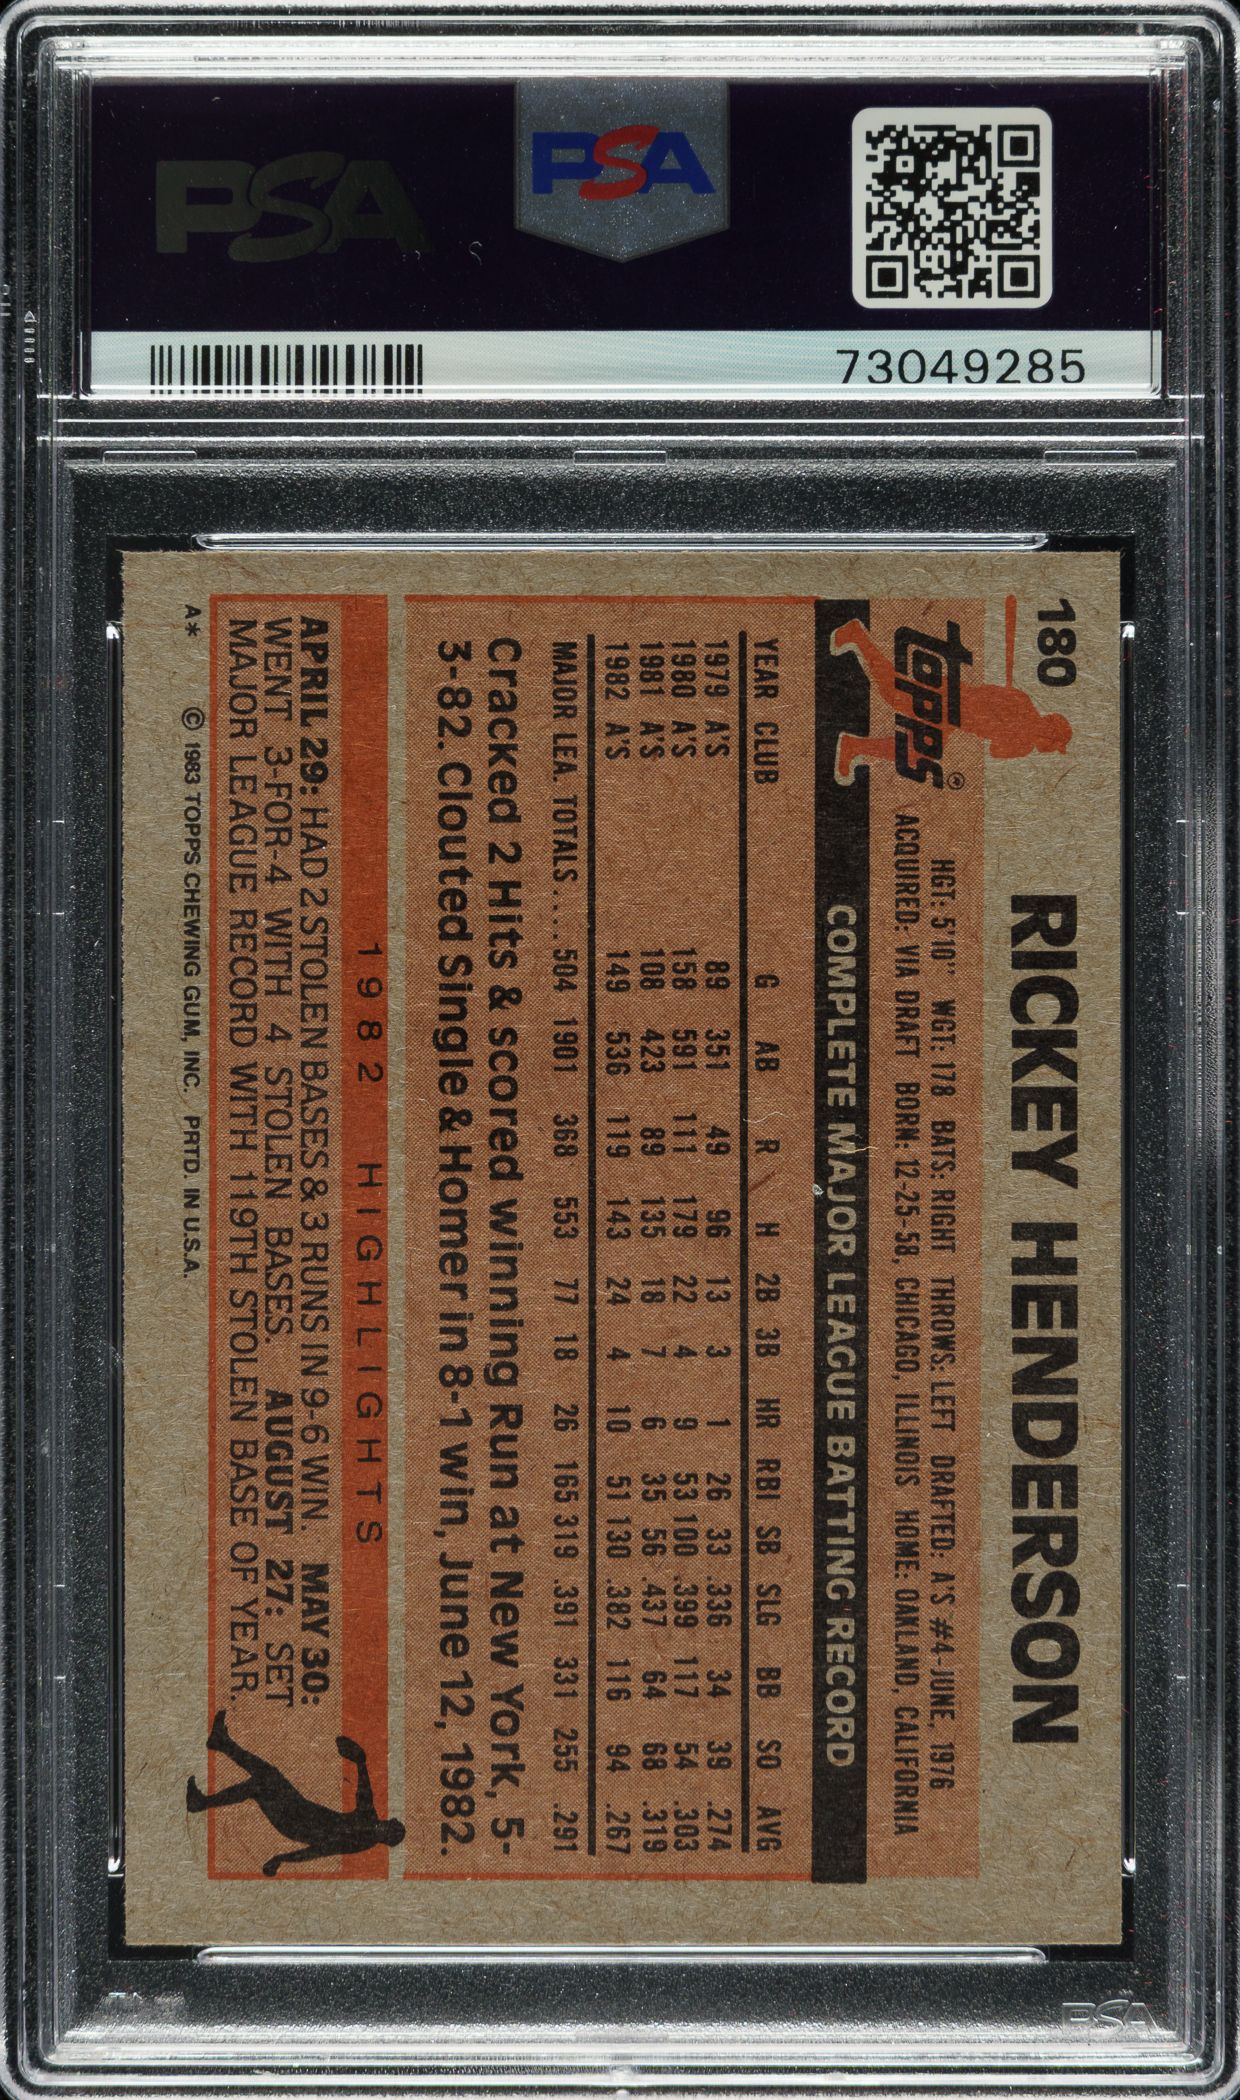 PSA
PSA
73049285
180
RICKEY HENDERSON
Topps®
HGT: 5'10" WGT: 178 BATS: RIGHT THROWS: LEFT DRAFTED: A'S #4-JUNE, 1976
ACQUIRED: VIA DRAFT BORN: 12-25-58, CHICAGO, ILLINOIS HOME: OAKLAND, CALIFORNIA
COMPLETE MAJOR LEAGUE BATTING RECORD
YEAR CLUB G AB R H 2B 3B HR RBI SB SLG BB SO AVG
1979 A'S 89 351 49 96 13 3 1 26 33 .336 34 39 .274
1980 A'S 158 591 111 179 22 4 9 53 100 .399 117 54 .303
1981 A'S 108 423 89 135 18 7 6 35 56 .437 64 68 .319
1982 A'S 149 536 119 143 24 4 10 51 130 .382 116 94 .267
MAJOR LEA. TOTALS .... 504 1901 368 553 77 18 26 165 319 .391 331 255 .291
Cracked 2 Hits & scored winning Run at New York, 5-
3-82. Clouted Single & Homer in 8-1 win, June 12, 1982.
1982 HIGHLIGHTS
APRIL 29: HAD 2 STOLEN BASES & 3 RUNS IN 9-6 WIN. MAY 30:
WENT 3-FOR-4 WITH 4 STOLEN BASES. AUGUST 27: SET
MAJOR LEAGUE RECORD WITH 119TH STOLEN BASE OF YEAR.
A* © 1983 TOPPS CHEWING GUM, INC. PRTD. IN U.S.A.
PSA